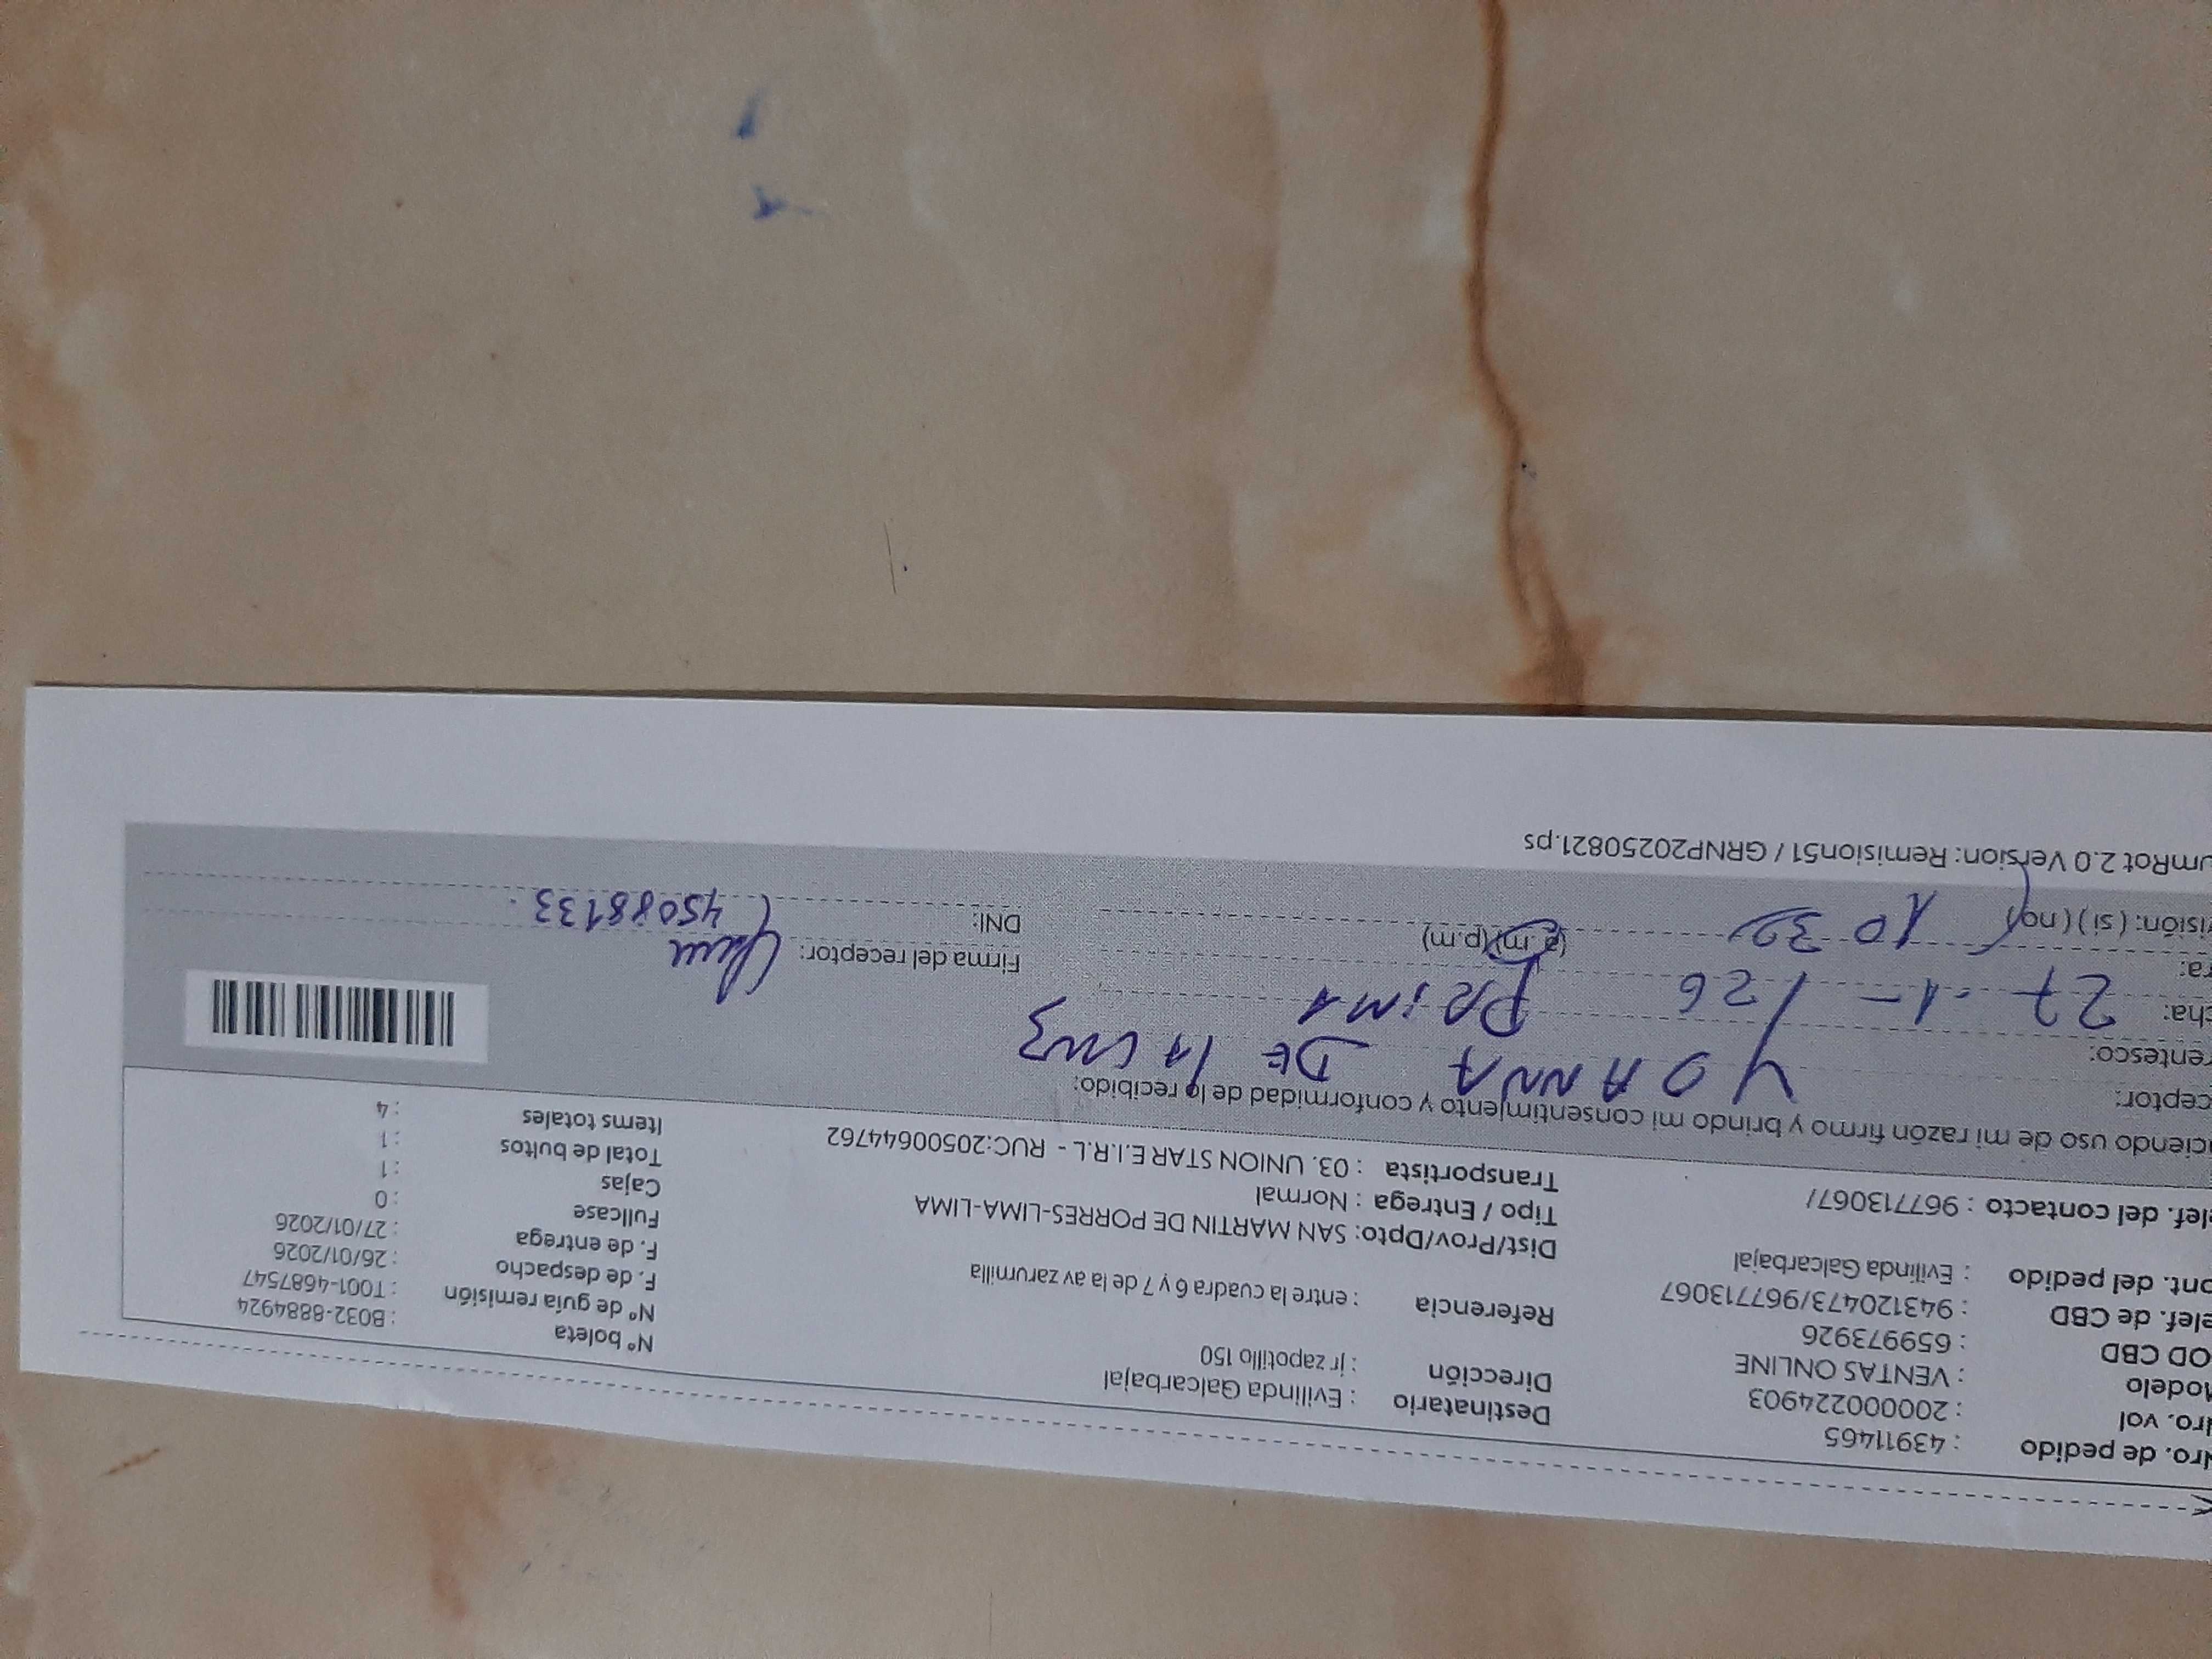 Nro. de pedido : 43911465
Nro. vol : 20000224903
Modelo : VENTAS ONLINE
COD CBD : 659973926
Telef. de CBD : 943120473/967713067
Cont. del pedido : Evilinda Galcarbajal
Telef. del contacto : 967713067/
Destinatario : Evilinda Galcarbajal
Dirección : jr zapotillo 150
Referencia : entre la cuadra 6 y 7 de la av zarumilla
Dist/Prov/Dpto: SAN MARTIN DE PORRES-LIMA-LIMA
Tipo / Entrega : Normal
Transportista : 03. UNION STAR E.I.R.L - RUC:20500644762
N° boleta : B032-8884924
N° de guía remisión : T001-4687547
F. de despacho : 26/01/2026
F. de entrega : 27/01/2026
Fullcase : 0
Cajas : 1
Total de bultos : 1
Items totales : 4
ciendo uso de mi razón firmo y brindo mi consentimiento y conformidad de lo recibido:
ceptor: YOANNA DE la CRUZ
rentesco: PRIMA
cha: 27-1-/26
ra: 10 30 (a.m)(p.m)
isión: (si) (no)
Firma del receptor:
DNI: 45088133
umRot 2.0 Version: Remision51 / GRNP20250821.ps